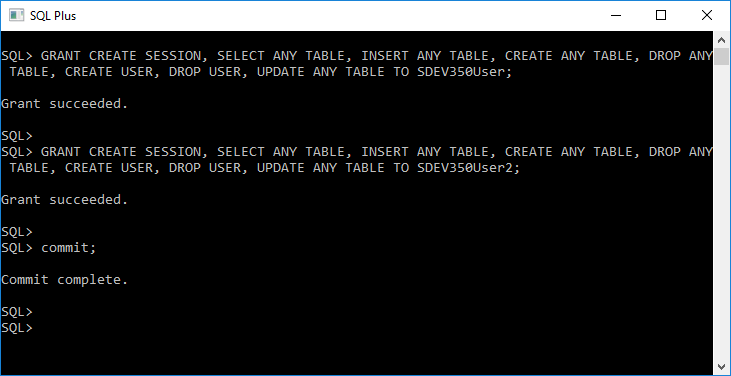 SQL Plus
SQL> GRANT CREATE SESSION, SELECT ANY TABLE, INSERT ANY TABLE, CREATE ANY TABLE, DROP ANY
TABLE, CREATE USER, DROP USER, UPDATE ANY TABLE TO SDEV350User;
Grant succeeded.
SQL>
SQL> GRANT CREATE SESSION, SELECT ANY TABLE, INSERT ANY TABLE, CREATE ANY TABLE, DROP ANY
TABLE, CREATE USER, DROP USER, UPDATE ANY TABLE TO SDEV350User2;
Grant succeeded.
SQL>
SQL> commit;
Commit complete.
SQL>
SQL>